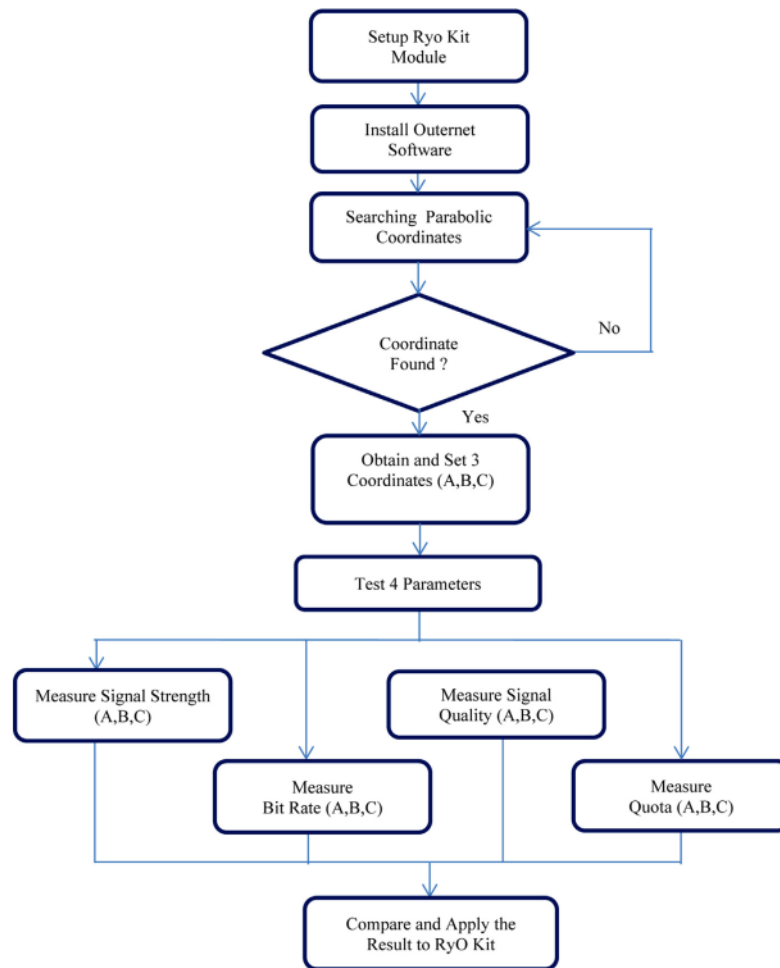 Setup Ryo Kit
Module
Install Outernet
Software
Searching Parabolic
Coordinates
Coordinate
Found ?
No
Yes
Obtain and Set 3
Coordinates (A,B,C)
Test 4 Parameters
Measure Signal Strength
(A,B,C)
Measure Signal
Quality (A,B,C)
Measure
Bit Rate (A,B,C)
Measure
Quota (A,B,C)
Compare and Apply the
Result to RyO Kit